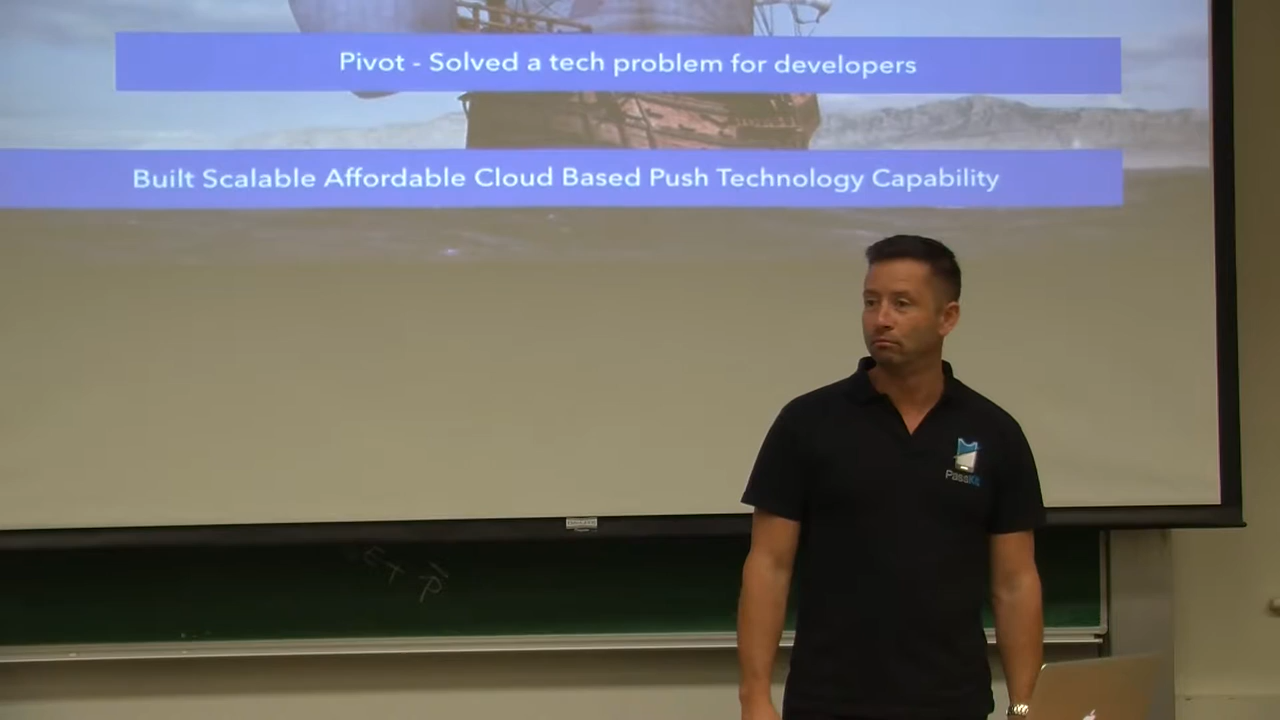 Pivot - Solved a tech problem for developers
Built Scalable Affordable Cloud Based Push Technology Capability
PassKit